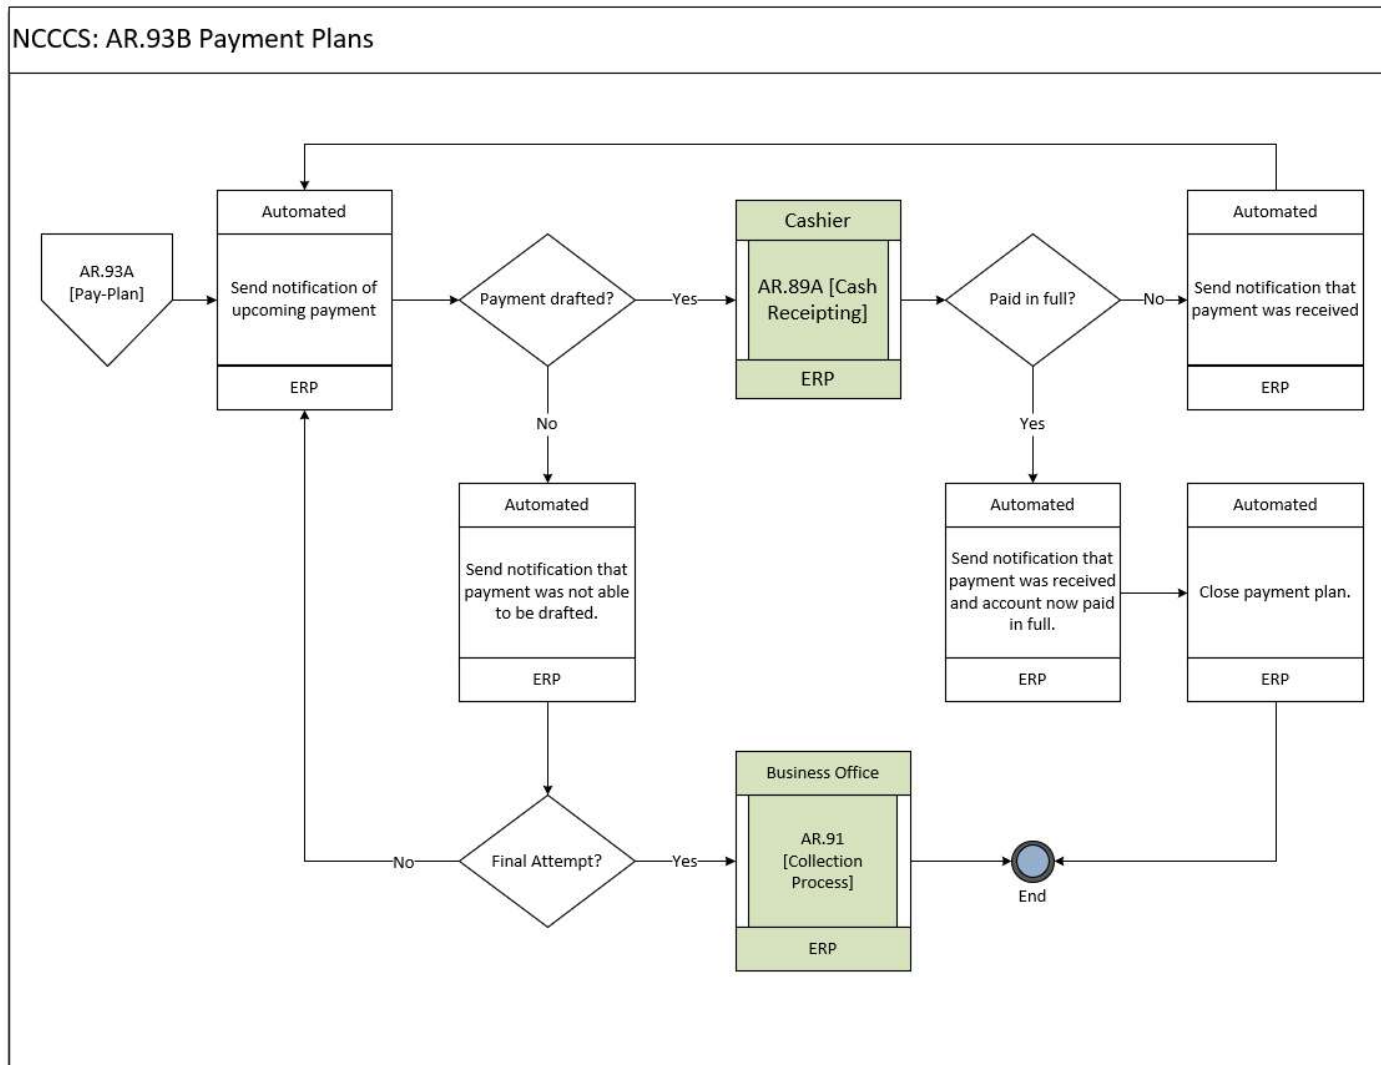 NCCCS: AR.93B Payment Plans
AR.93A
[Pay-Plan]
Automated
Send notification of
upcoming payment
ERP
Payment drafted?
Yes
No
Cashier
AR.89A [Cash
Receipting]
ERP
Paid in full?
No
Yes
Automated
Send notification that
payment was received
ERP
Automated
Send notification that
payment was not able
to be drafted.
ERP
Automated
Send notification that
payment was received
and account now paid
in full.
ERP
Automated
Close payment plan.
ERP
No
Final Attempt?
Yes
Business Office
AR.91
[Collection
Process]
ERP
End